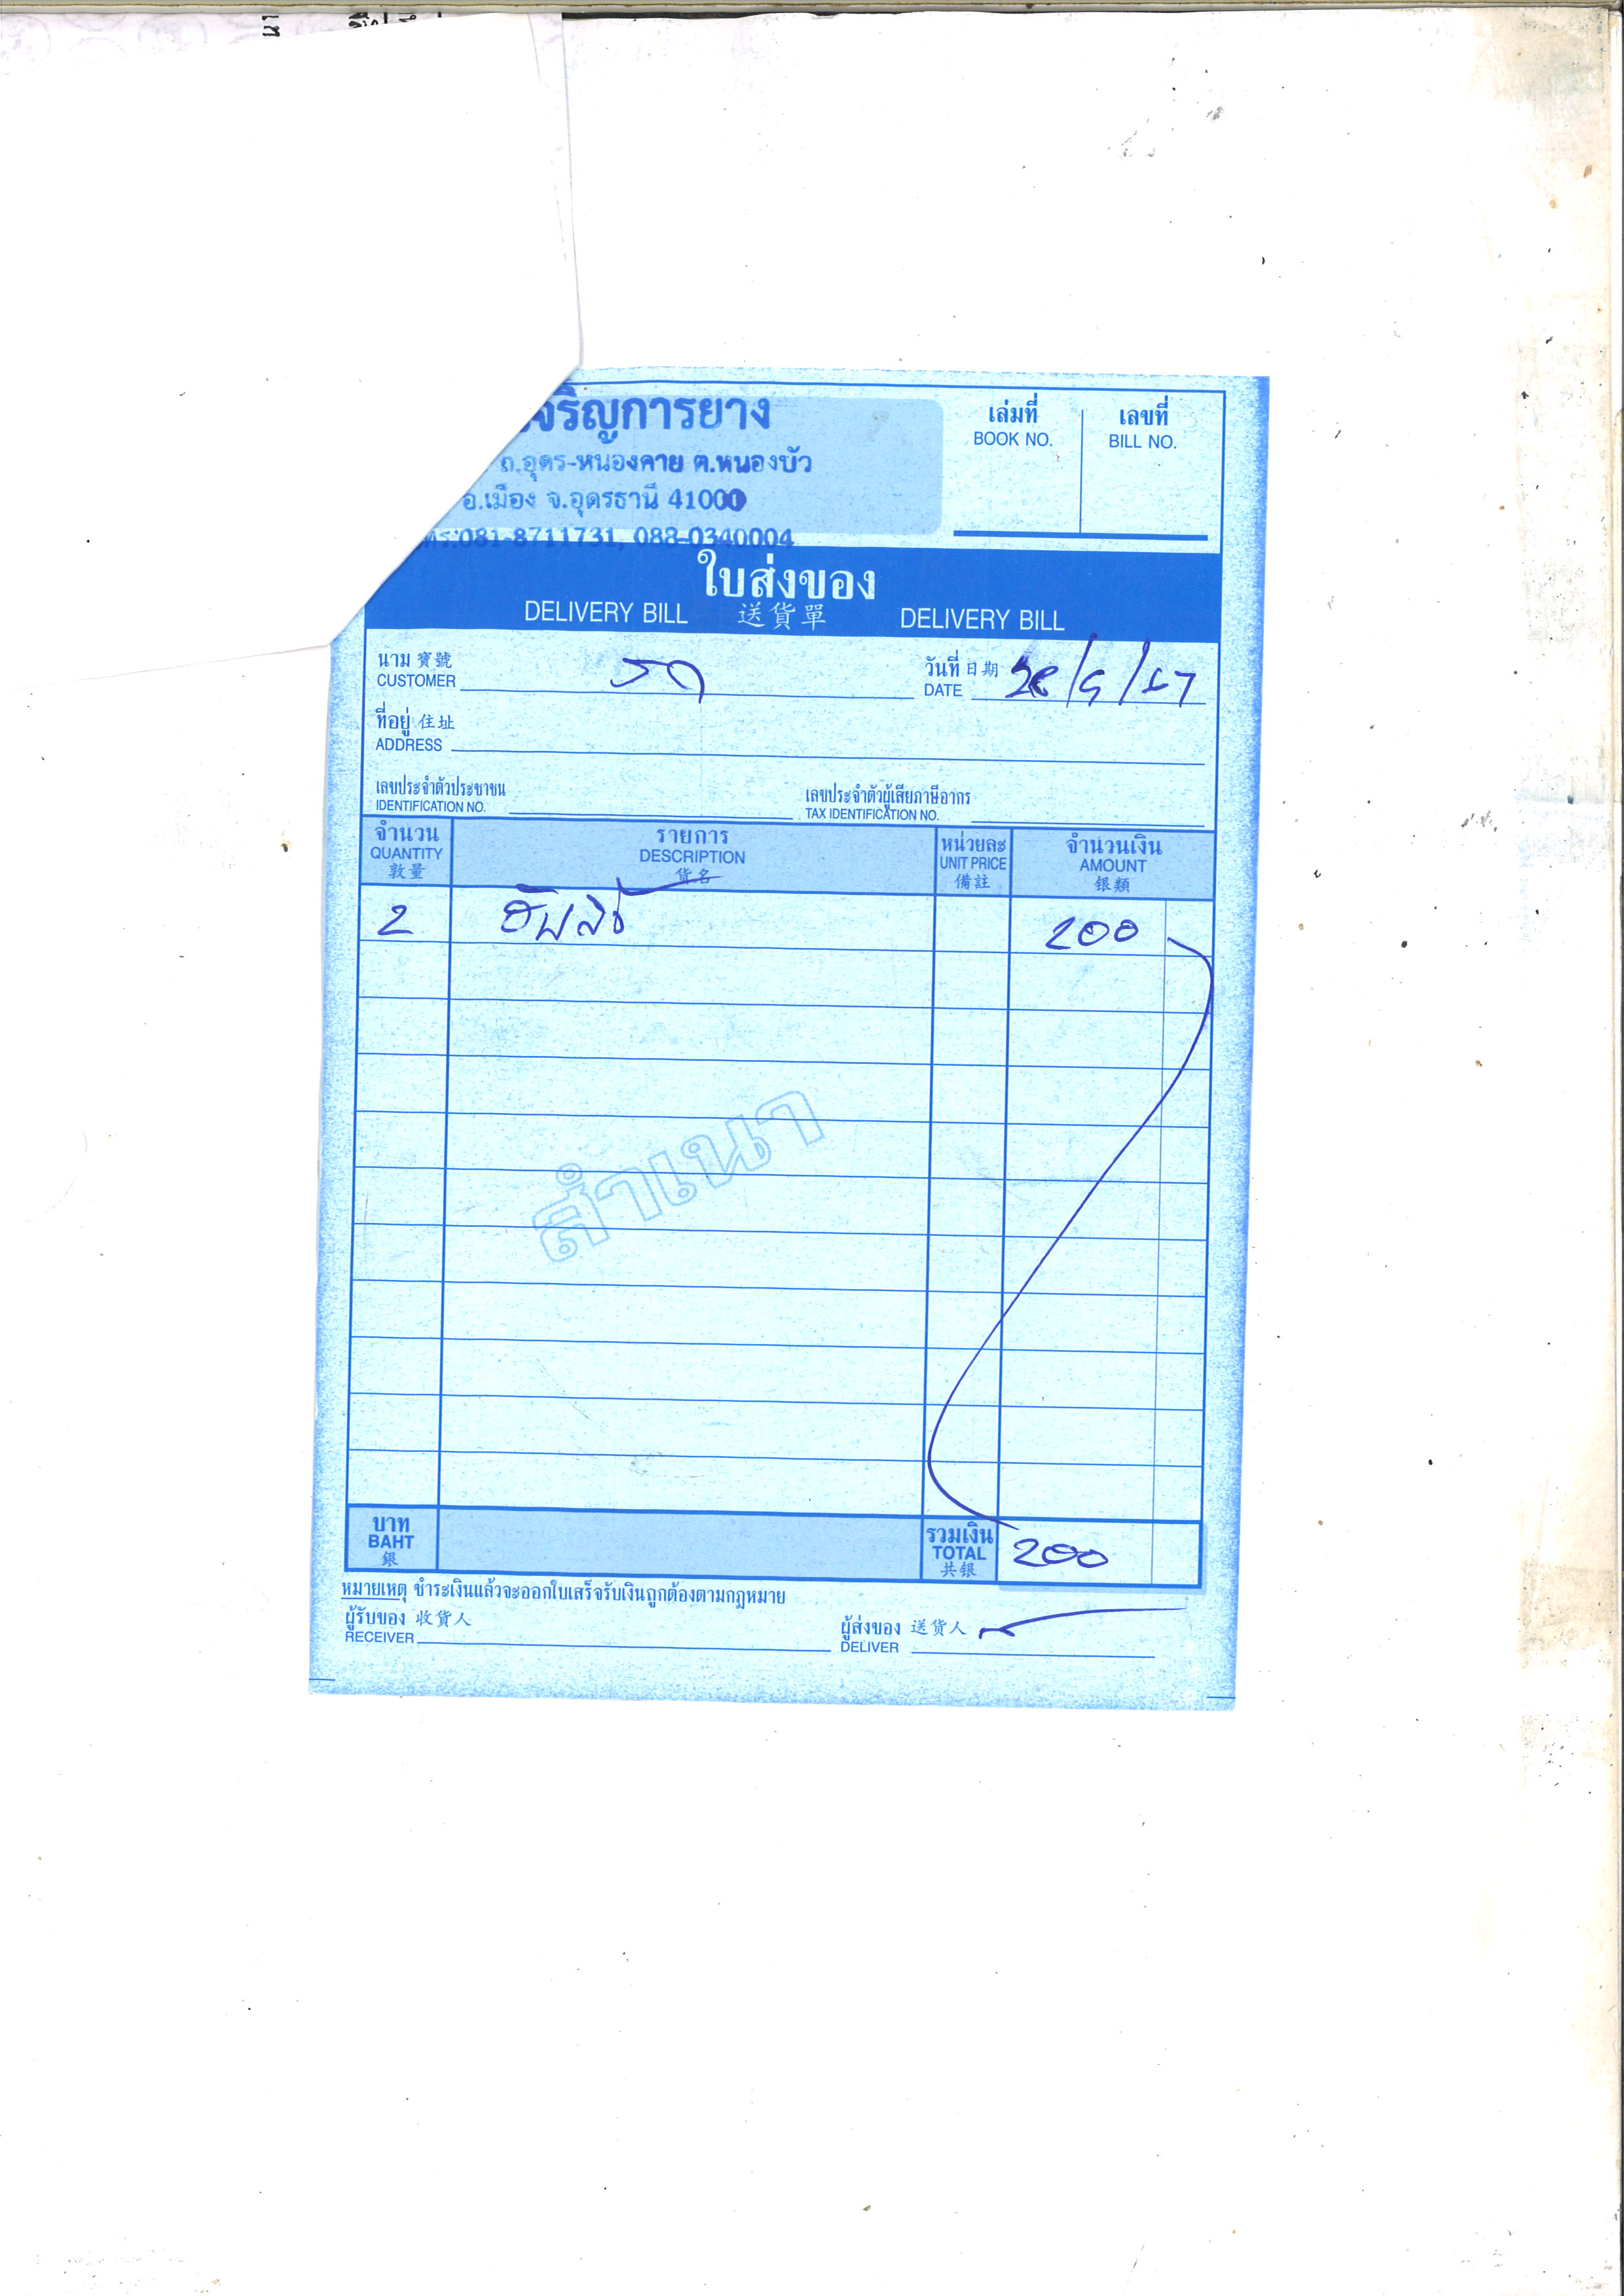 จริญการยาง
ถ.อุดร-หนองคาย ต.หนองบัว
อ.เมือง จ.อุดรธานี 41000
โทร:081-8711731, 088-0340004
เล่มที่ เลขที่
BOOK NO. BILL NO.
ใบส่งของ
DELIVERY BILL 送貨單 DELIVERY BILL
นาม 寳號 วันที่ 日期
CUSTOMER DATE
ที่อยู่ 住址
ADDRESS
เลขประจำตัวประชาชน เลขประจำตัวผู้เสียภาษีอากร
IDENTIFICATION NO. TAX IDENTIFICATION NO.
จำนวน รายการ หน่วยละ จำนวนเงิน
QUANTITY DESCRIPTION UNIT PRICE AMOUNT
敦量 貨名 備註 银類
2 200
สำเนา
บาท รวมเงิน
BAHT TOTAL 200
銀 共银
หมายเหตุ ชำระเงินแล้วจะออกใบเสร็จรับเงินถูกต้องตามกฎหมาย
ผู้รับของ 收貨人 ผู้ส่งของ 送貨人
RECEIVER DELIVER